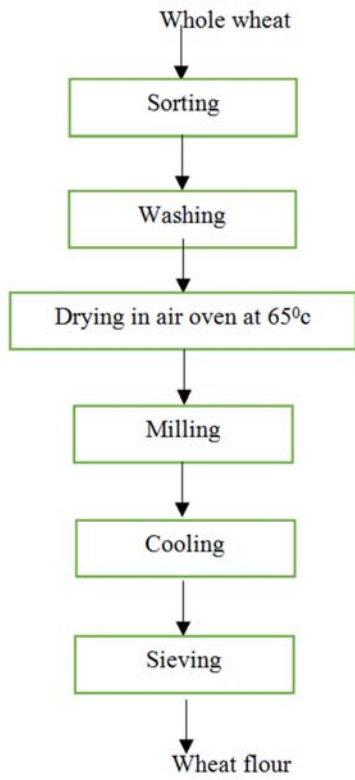 Whole wheat
Sorting
Washing
Drying in air oven at 65⁰c
Milling
Cooling
Sieving
Wheat flour